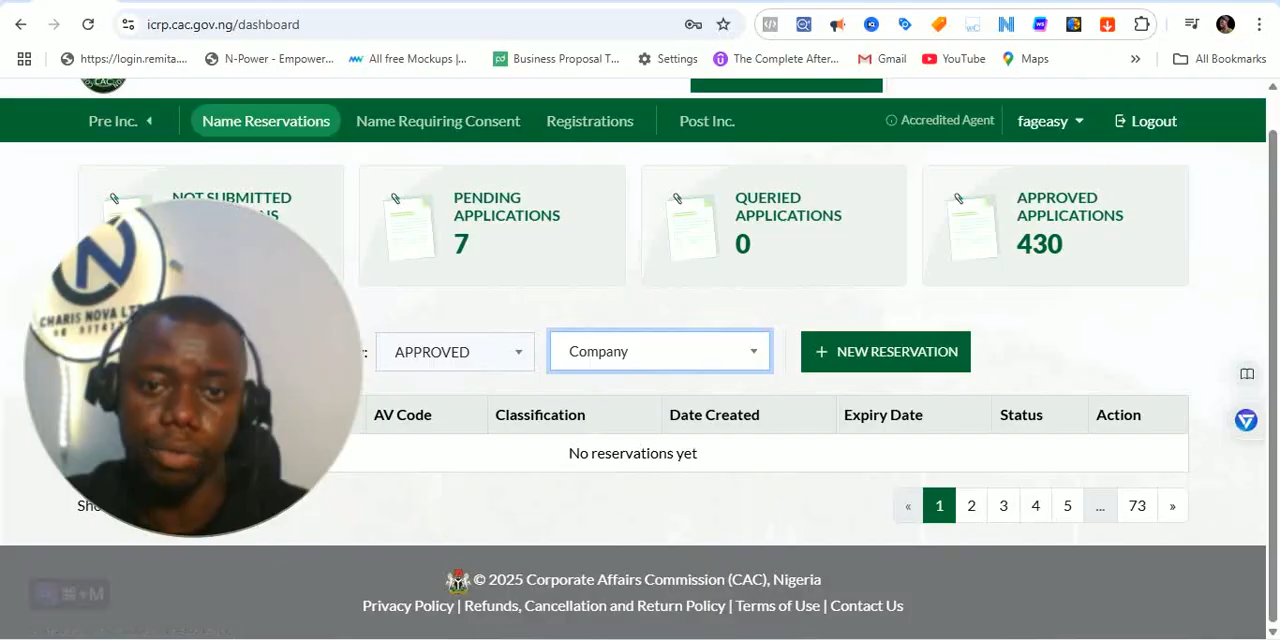 icrp.cac.gov.ng/dashboard
https://login.remita....
N-Power - Empower...
All free Mockups |...
Business Proposal T...
Settings
The Complete After...
Gmail
YouTube
Maps
All Bookmarks
CAC
Pre Inc.
Name Reservations
Name Requiring Consent
Registrations
Post Inc.
Accredited Agent
fageasy
Logout
NOT SUBMITTED
PENDING
APPLICATIONS
7
QUERIED
APPLICATIONS
0
APPROVED
APPLICATIONS
430
CHARIS NOVA LT
APPROVED
Company
+ NEW RESERVATION
AV Code
Classification
Date Created
Expiry Date
Status
Action
No reservations yet
« 1 2 3 4 5 ... 73 »
© 2025 Corporate Affairs Commission (CAC), Nigeria
Privacy Policy | Refunds, Cancellation and Return Policy | Terms of Use | Contact Us